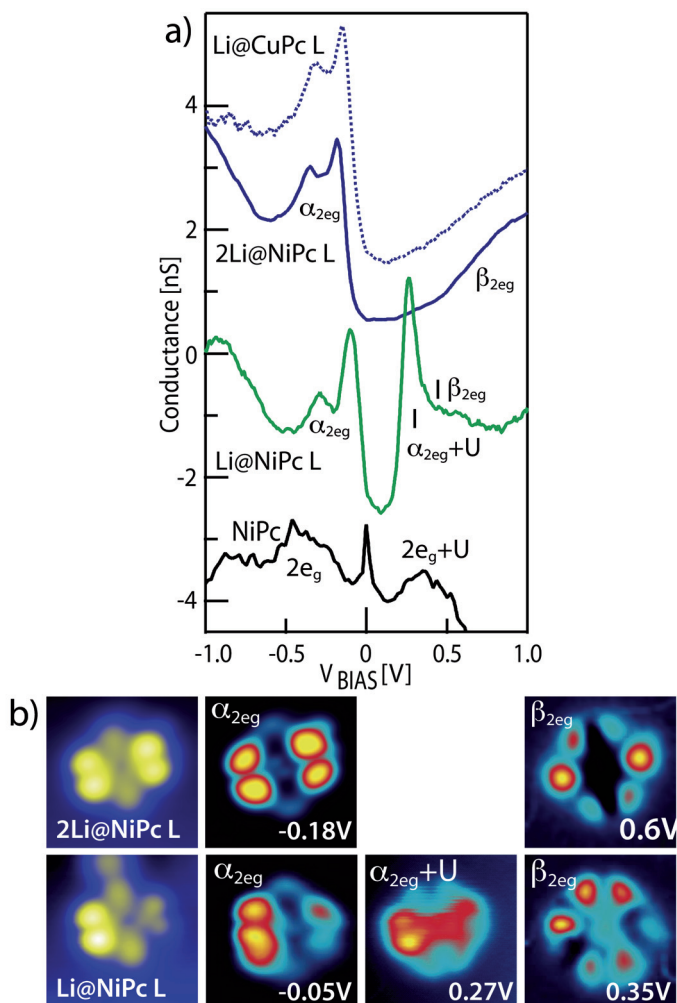 a)
Li@CuPc L
α2eg
2Li@NiPc L
β2eg
β2eg
α2eg
α2eg+U
Li@NiPc L
NiPc
2eg
2eg+U
Conductance [nS]
4
2
0
-2
-4
-1.0 -0.5 0 0.5 1.0
VBIAS [V]
b)
2Li@NiPc L
α2eg
-0.18V
β2eg
0.6V
Li@NiPc L
α2eg
-0.05V
α2eg+U
0.27V
β2eg
0.35V